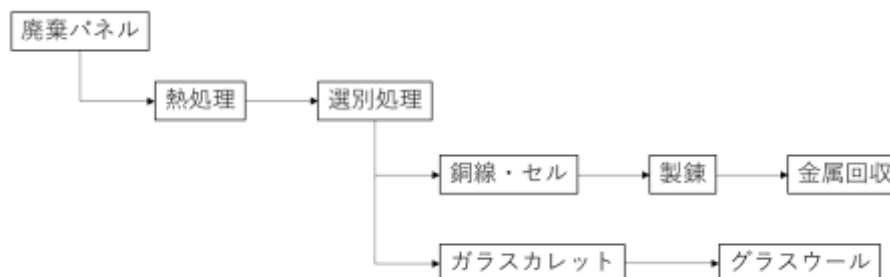 廃棄パネル
熱処理
選別処理
銅線・セル
製錬
金属回収
ガラスカレット
グラスウール